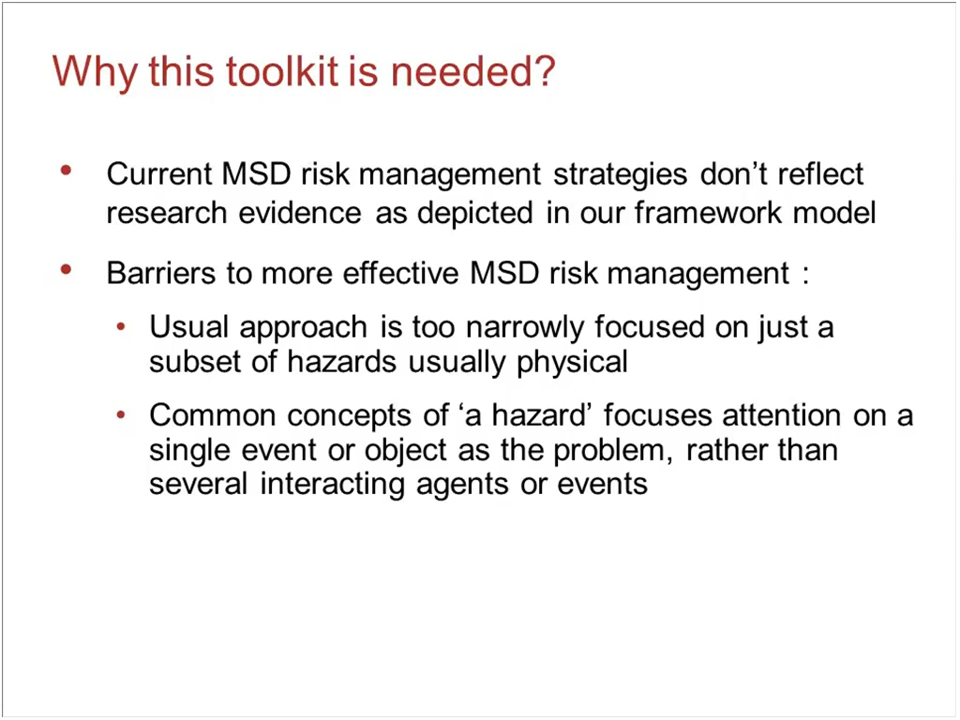 Why this toolkit is needed?
• Current MSD risk management strategies don’t reflect
research evidence as depicted in our framework model
• Barriers to more effective MSD risk management :
• Usual approach is too narrowly focused on just a
subset of hazards usually physical
• Common concepts of ‘a hazard’ focuses attention on a
single event or object as the problem, rather than
several interacting agents or events